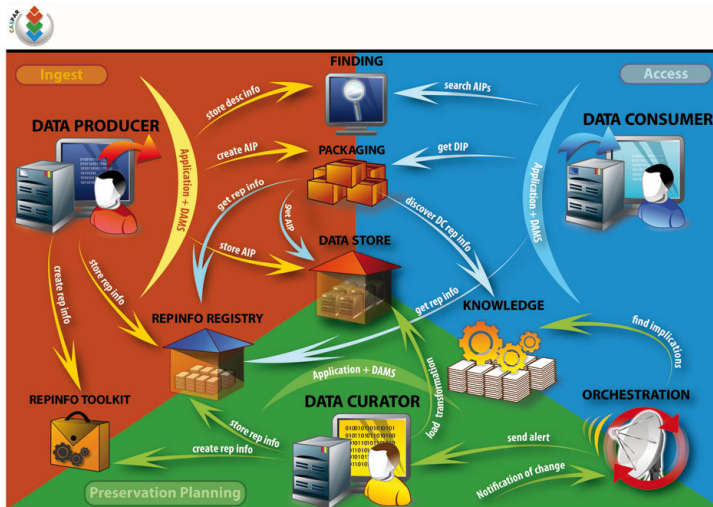 CASPAR
Ingest
FINDING
Access
store desc info
search AIPs
DATA PRODUCER
DATA CONSUMER
Application + DAMS
create AIP
PACKAGING
get DIP
Application + DAMS
get rep info
get AIP
discover DC rep info
store AIP
DATA STORE
create rep info
store rep info
get rep info
REPINFO REGISTRY
KNOWLEDGE
find implications
Application + DAMS
load transformation
REPINFO TOOLKIT
DATA CURATOR
ORCHESTRATION
store rep info
010010110101010101
send alert
create rep info
Notification of change
Preservation Planning